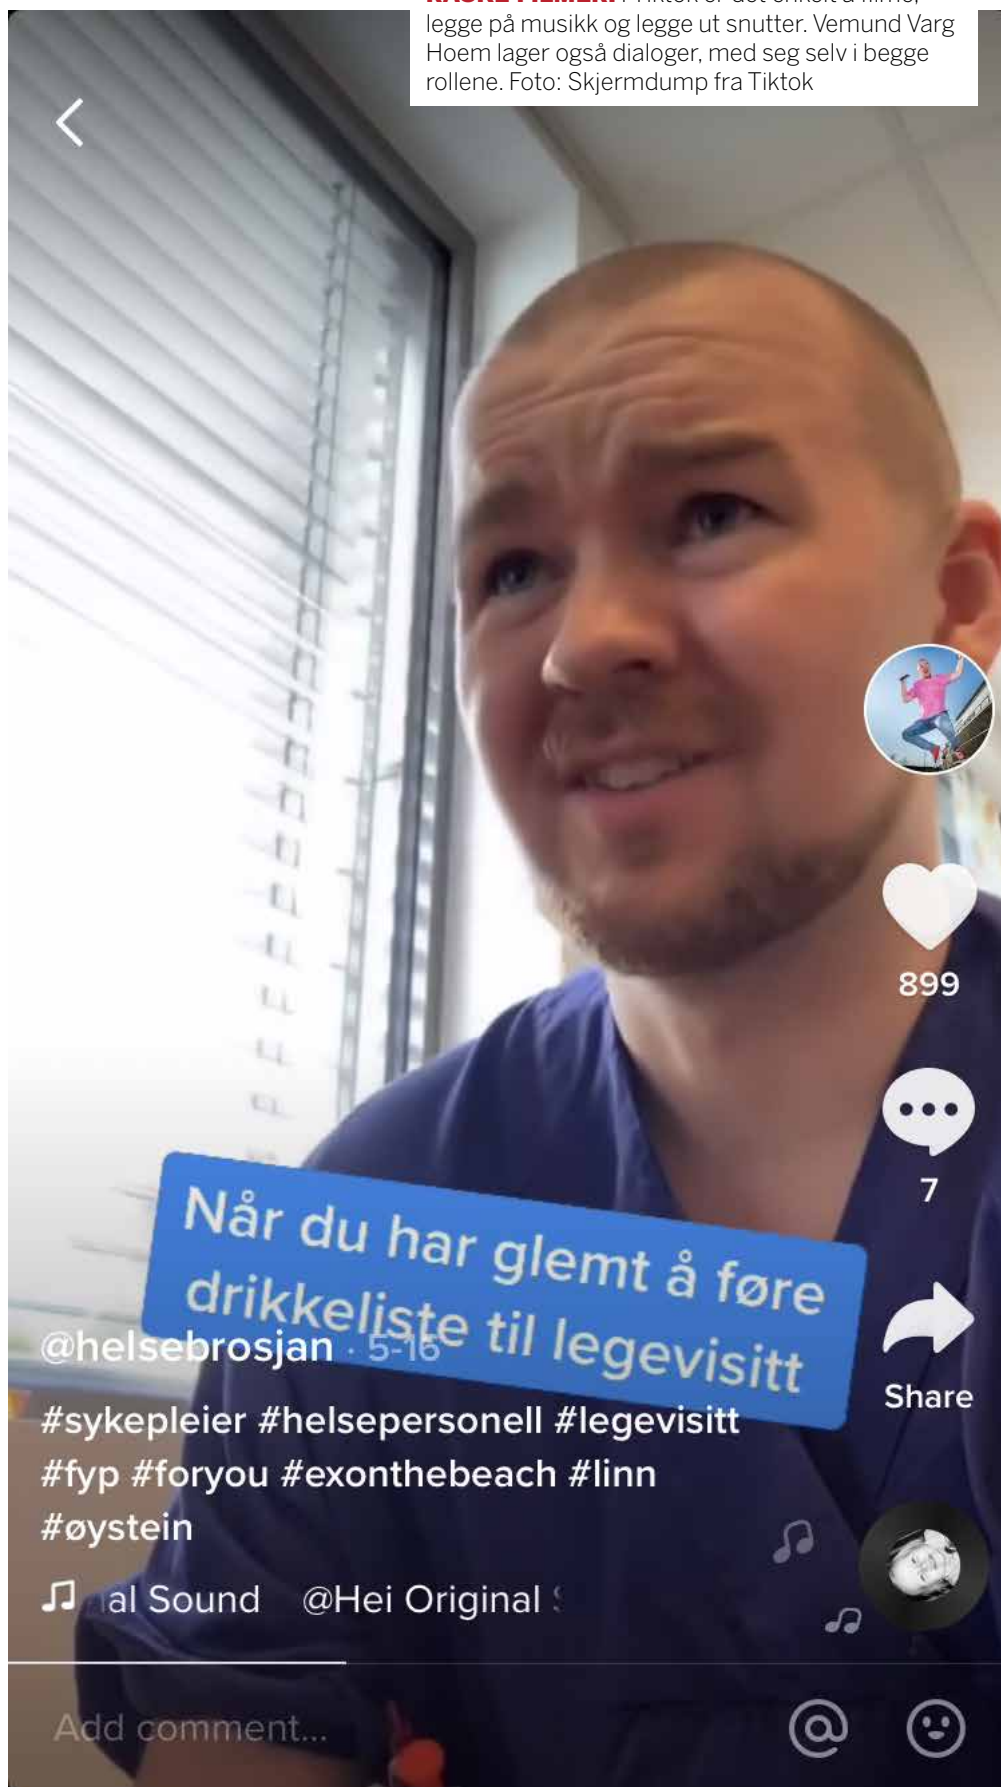 legge på musikk og legge ut snutter. Vemund Varg
Hoem lager også dialoger, med seg selv i begge
rollene. Foto: Skjermdump fra Tiktok
899
7
Når du har glemt å føre
drikkeliste til legevisitt
@helsebrosjan · 5-16
Share
#sykepleier #helsepersonell #legevisitt
#fyp #foryou #exonthebeach #linn
#øystein
al Sound @Hei Original
Add comment...